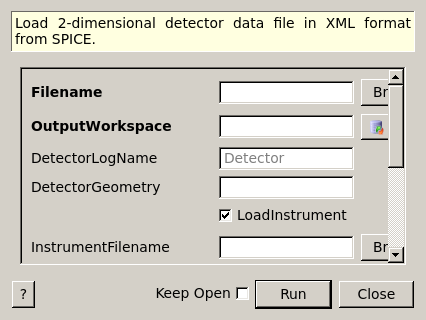 Load 2-dimensional detector data file in XML format
from SPICE.
Filename
Br
OutputWorkspace
DetectorLogName
Detector
DetectorGeometry
LoadInstrument
InstrumentFilename
Br
?
Keep Open
Run
Close